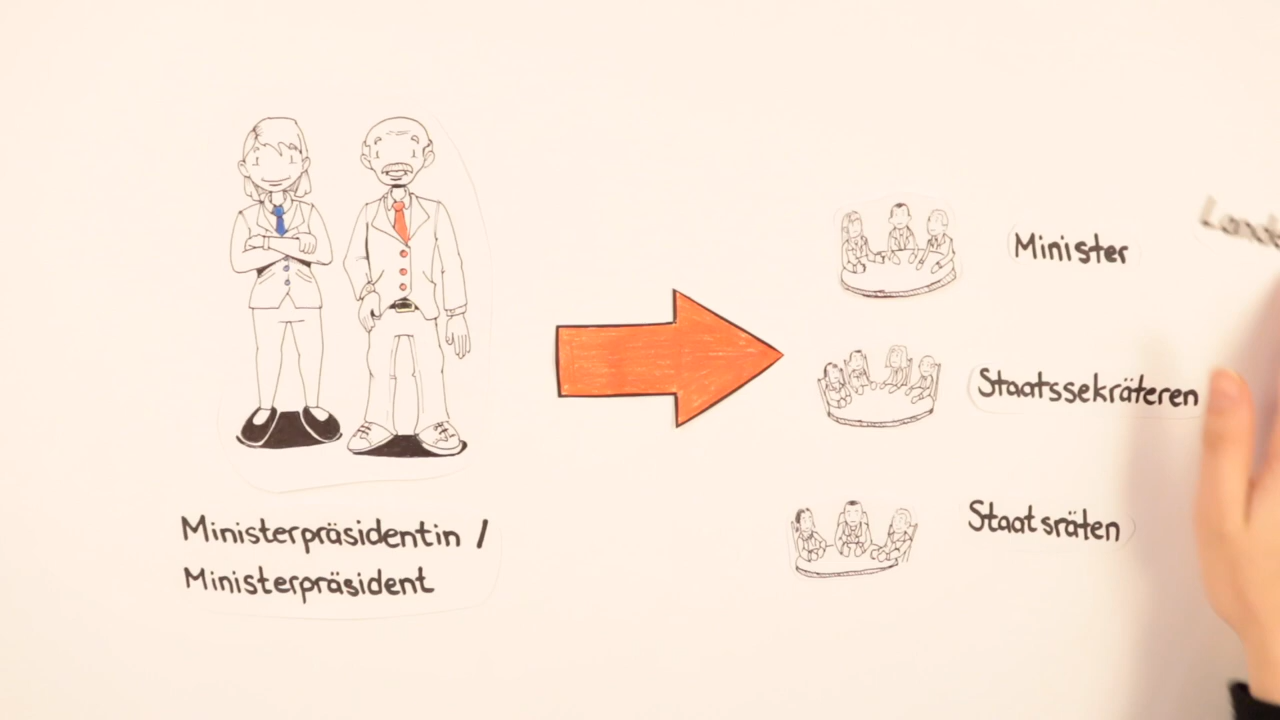 Minister
Staatssekräteren
Staatsräten
Ministerpräsidentin /
Ministerpräsident